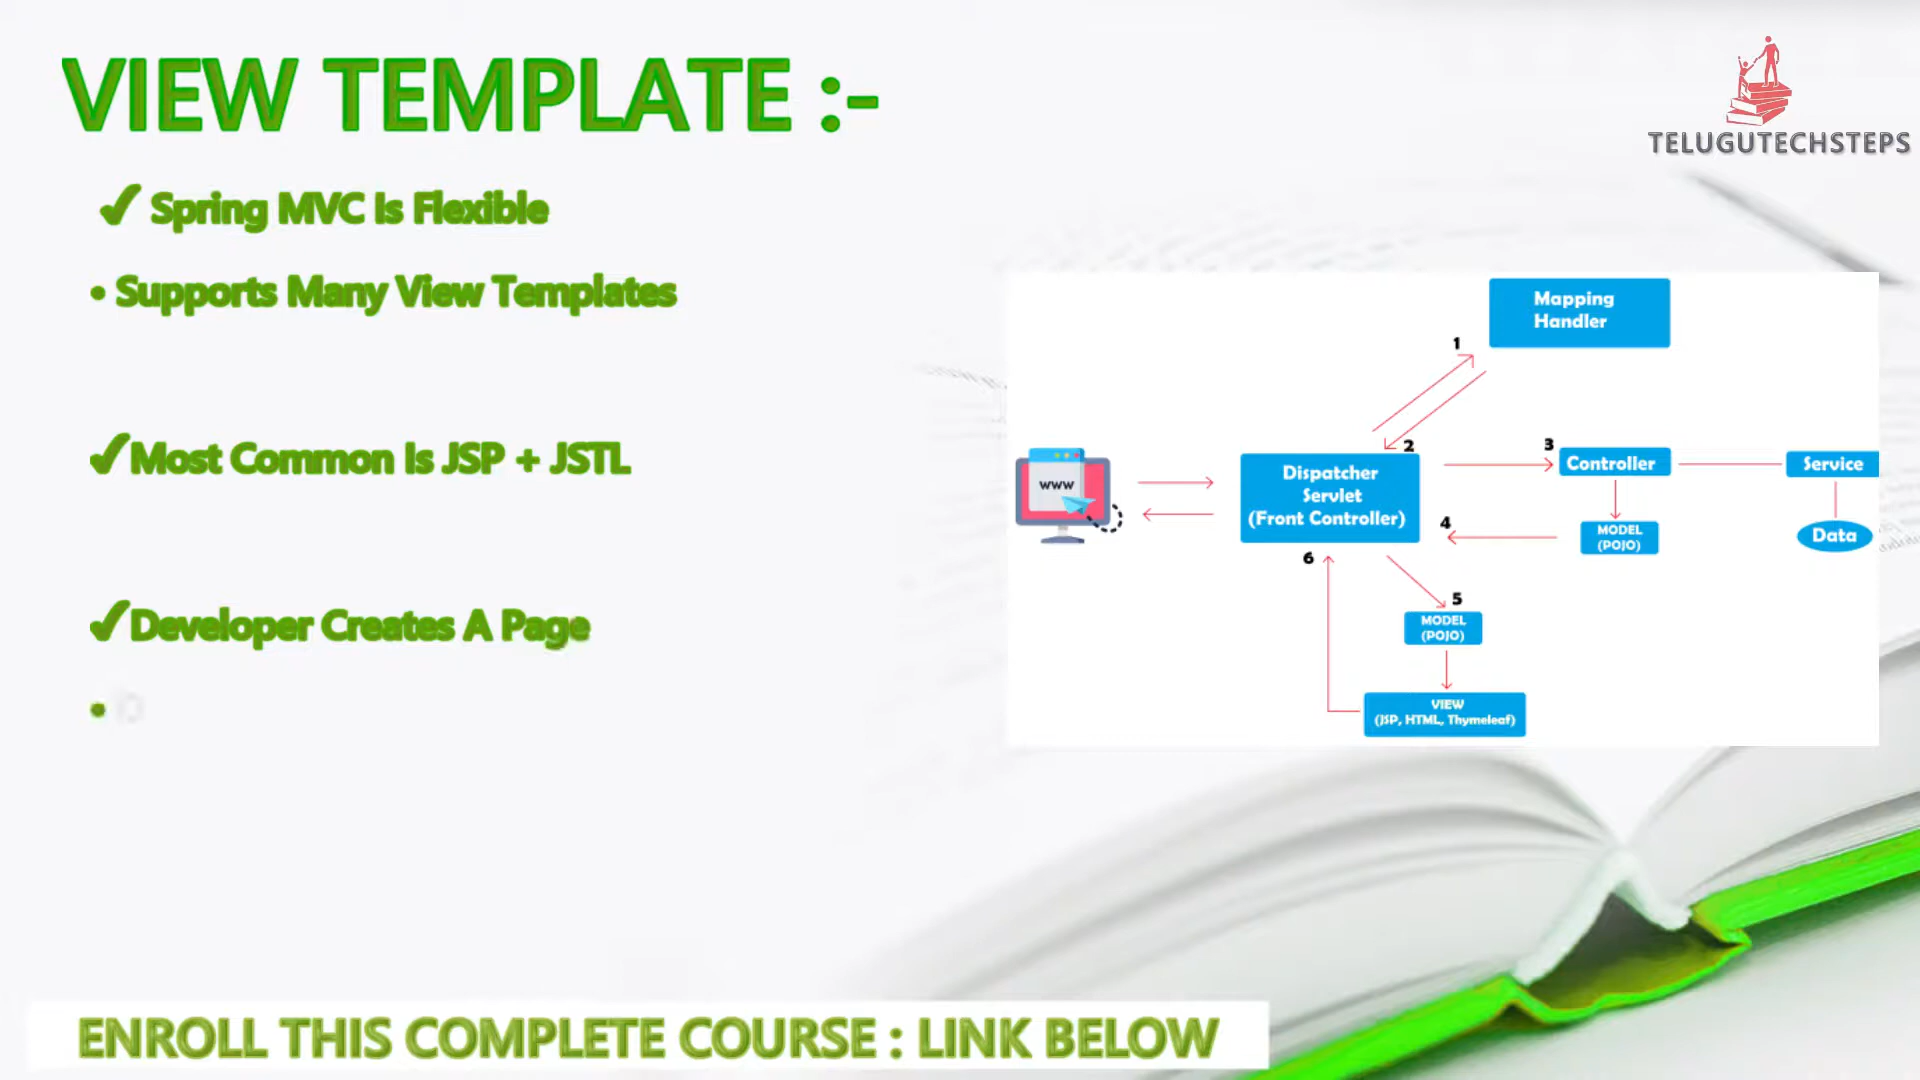 VIEW TEMPLATE :-
TELUGUTECHSTEPS
✔ Spring MVC Is Flexible
• Supports Many View Templates
✔Most Common Is JSP + JSTL
✔Developer Creates A Page
•
Mapping
Handler
1
2
3
Controller
Service
www
Dispatcher
Servlet
(Front Controller)
4
MODEL
(POJO)
Data
6
5
MODEL
(POJO)
VIEW
(JSP, HTML, Thymeleaf)
ENROLL THIS COMPLETE COURSE : LINK BELOW